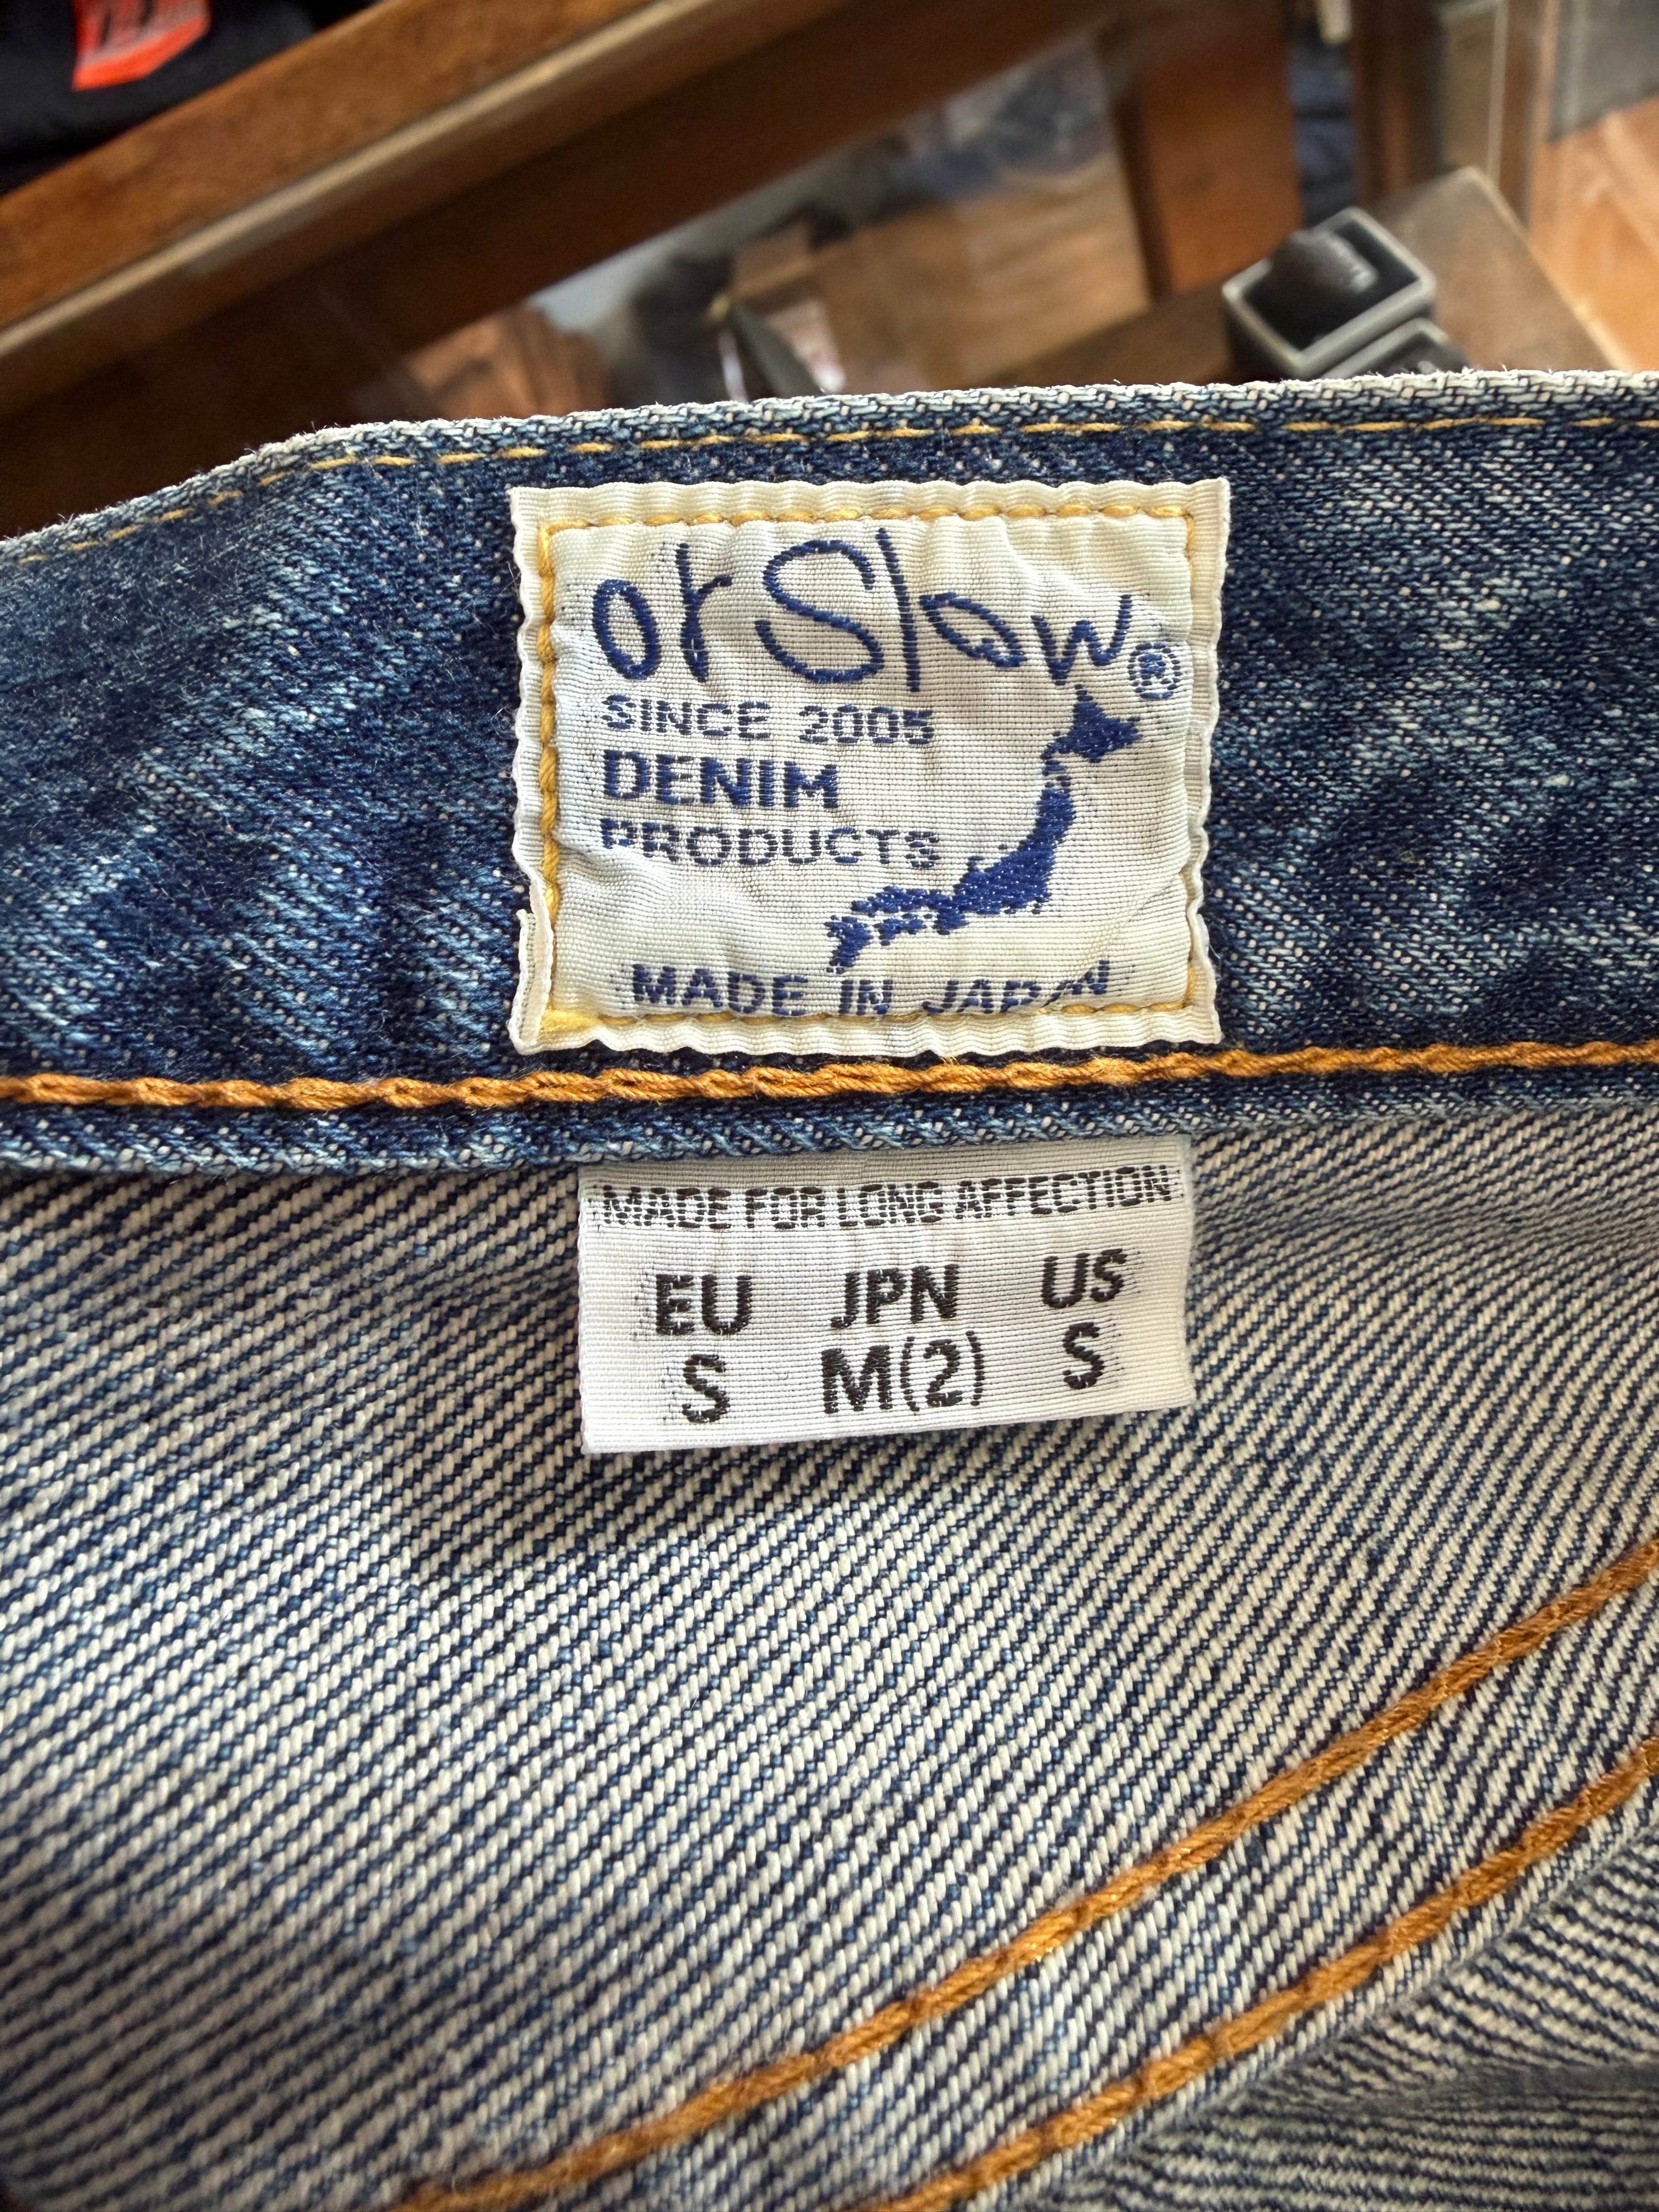 orSlow®
SINCE 2005
DENIM
PRODUCTS
MADE IN JAPAN
MADE FOR LONG AFFECTION
EU JPN US
S M(2) S